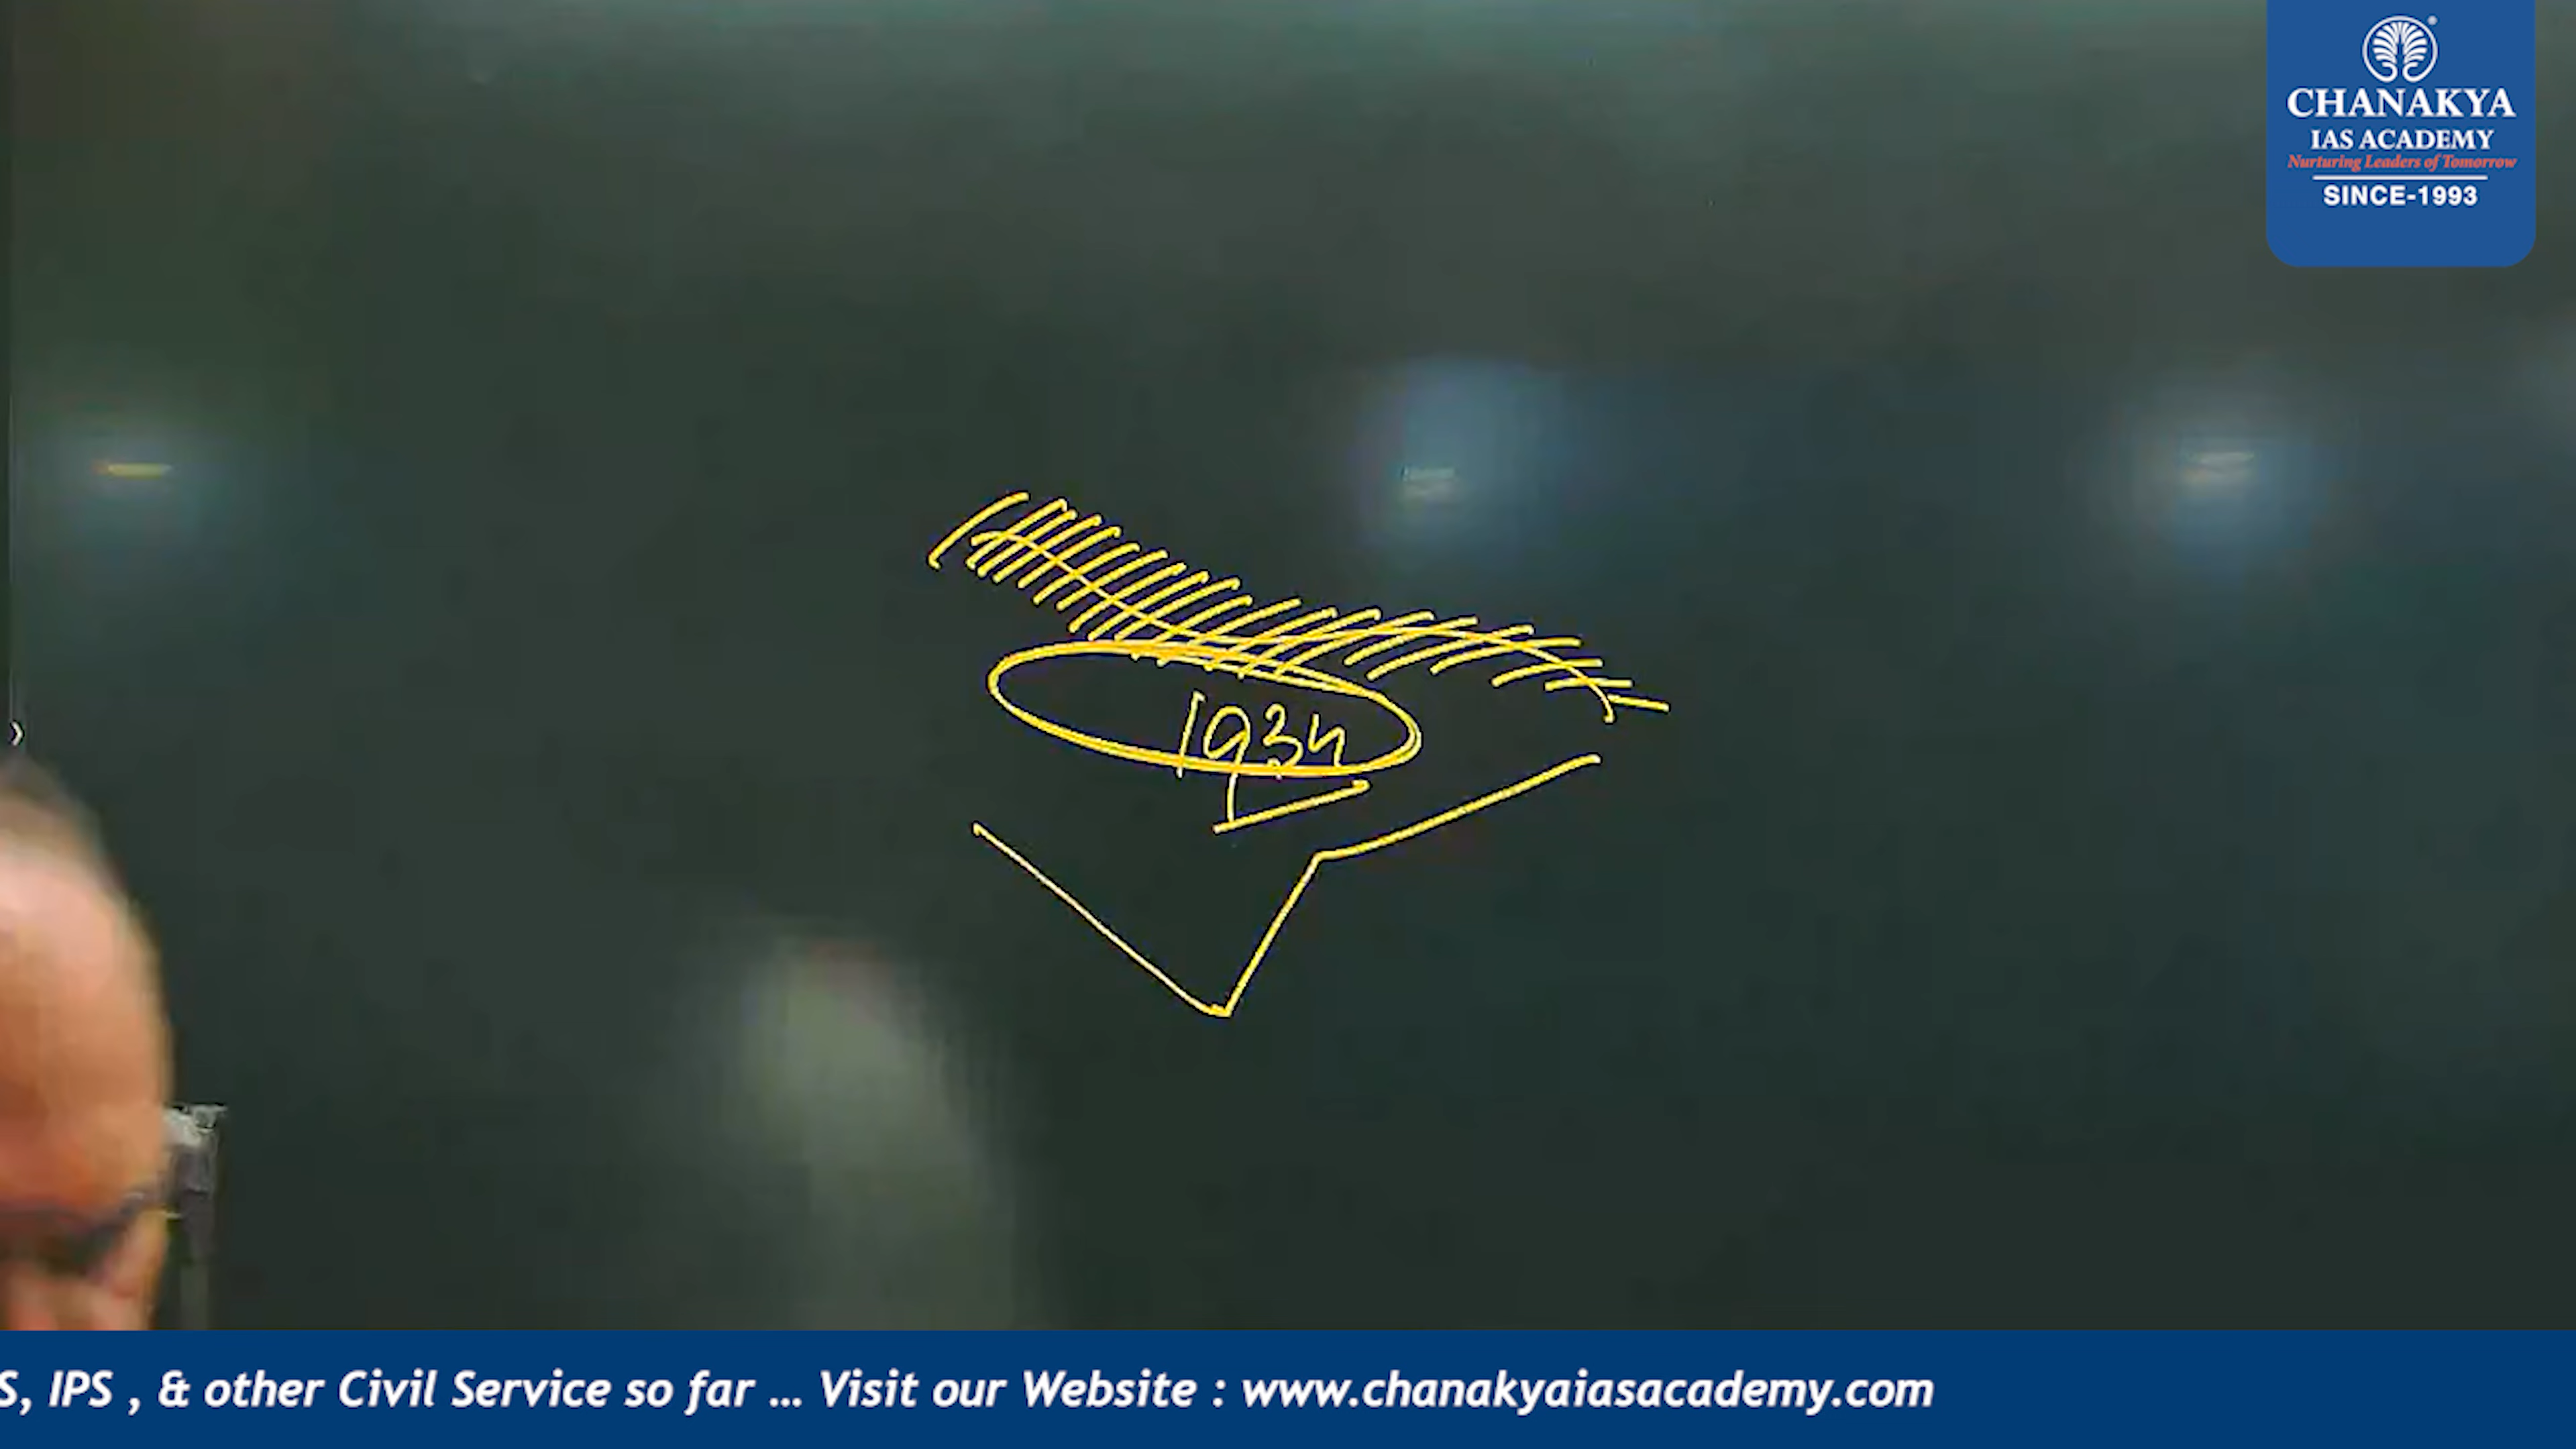 CHANAKYA
IAS ACADEMY
Nurturing Leaders of Tomorrow
SINCE-1993
1934
S, IPS , & other Civil Service so far ... Visit our Website : www.chanakyaiasacademy.com